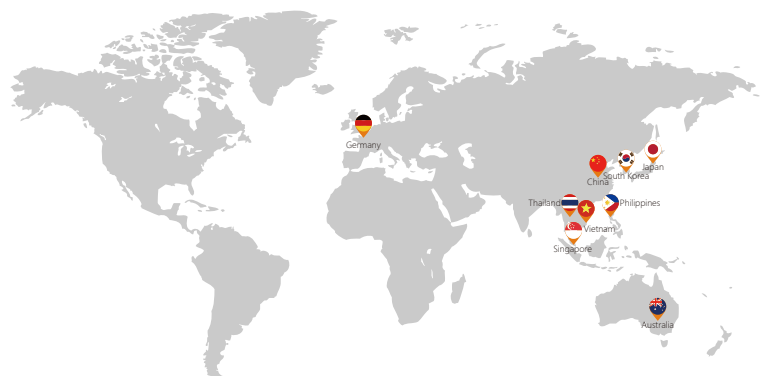 Germany
Japan
South Korea
China
Thailand
Philippines
Vietnam
Singapore
Australia